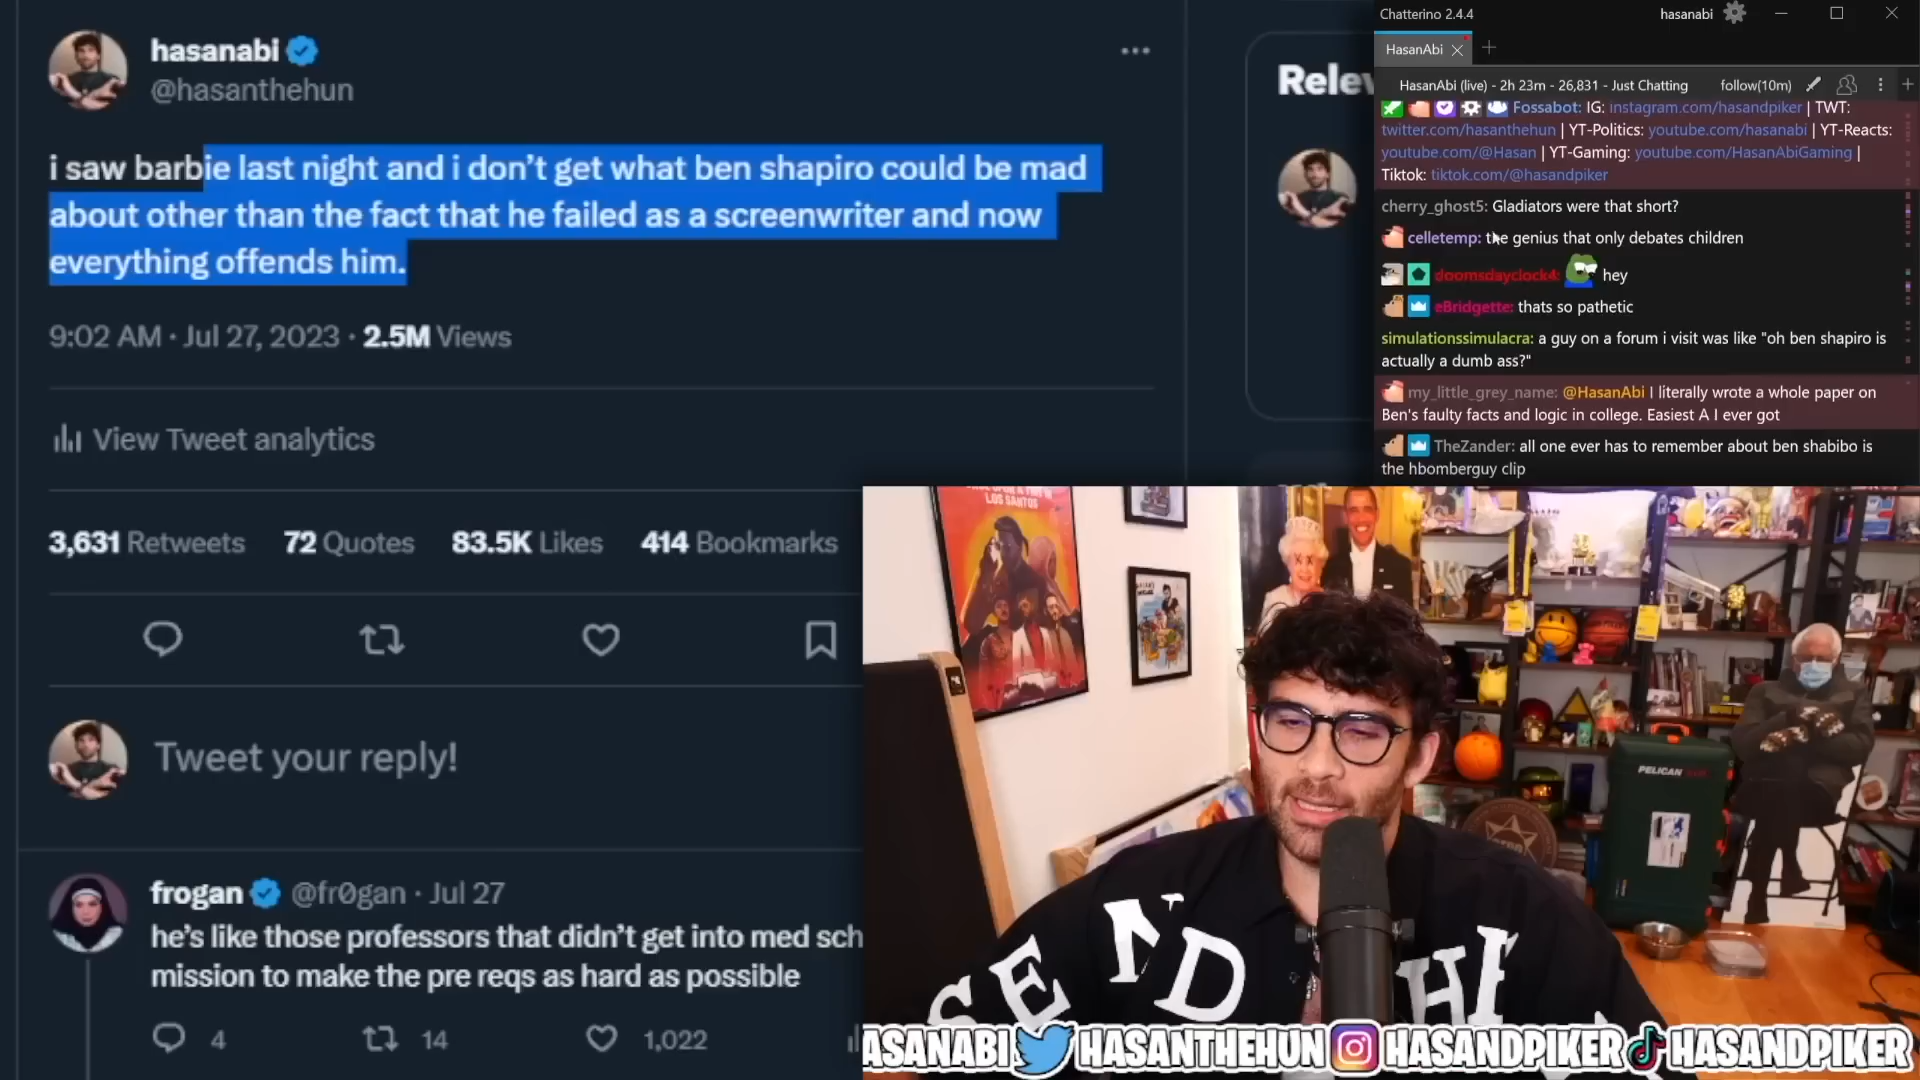 hasanabi
@hasanthehun
i saw barbie last night and i don't get what ben shapiro could be mad
about other than the fact that he failed as a screenwriter and now
everything offends him.
9:02 AM · Jul 27, 2023 · 2.5M Views
View Tweet analytics
3,631 Retweets 72 Quotes 83.5K Likes 414 Bookmarks
Tweet your reply!
frogan @fr0gan · Jul 27
he's like those professors that didn't get into med sch
mission to make the pre reqs as hard as possible
4 14 1,022
Relev
Chatterino 2.4.4 hasanabi
HasanAbi
HasanAbi (live) - 2h 23m - 26,831 - Just Chatting follow(10m)
Fossabot: IG: instagram.com/hasandpiker | TWT:
twitter.com/hasanthehun | YT-Politics: youtube.com/hasanabi | YT-Reacts:
youtube.com/@Hasan | YT-Gaming: youtube.com/HasanAbiGaming |
Tiktok: tiktok.com/@hasandpiker
cherry_ghost5: Gladiators were that short?
celletemp: the genius that only debates children
doomsdayclock4: hey
eBridgette: thats so pathetic
simulationssimulacra: a guy on a forum i visit was like "oh ben shapiro is
actually a dumb ass?"
my_little_grey_name: @HasanAbi I literally wrote a whole paper on
Ben's faulty facts and logic in college. Easiest A I ever got
TheZander: all one ever has to remember about ben shabibo is
the hbomberguy clip
LOS SANTOS
PELICAN
SEND HI
ASANABI HASANTHEHUN HASANDPIKER HASANDPIKER